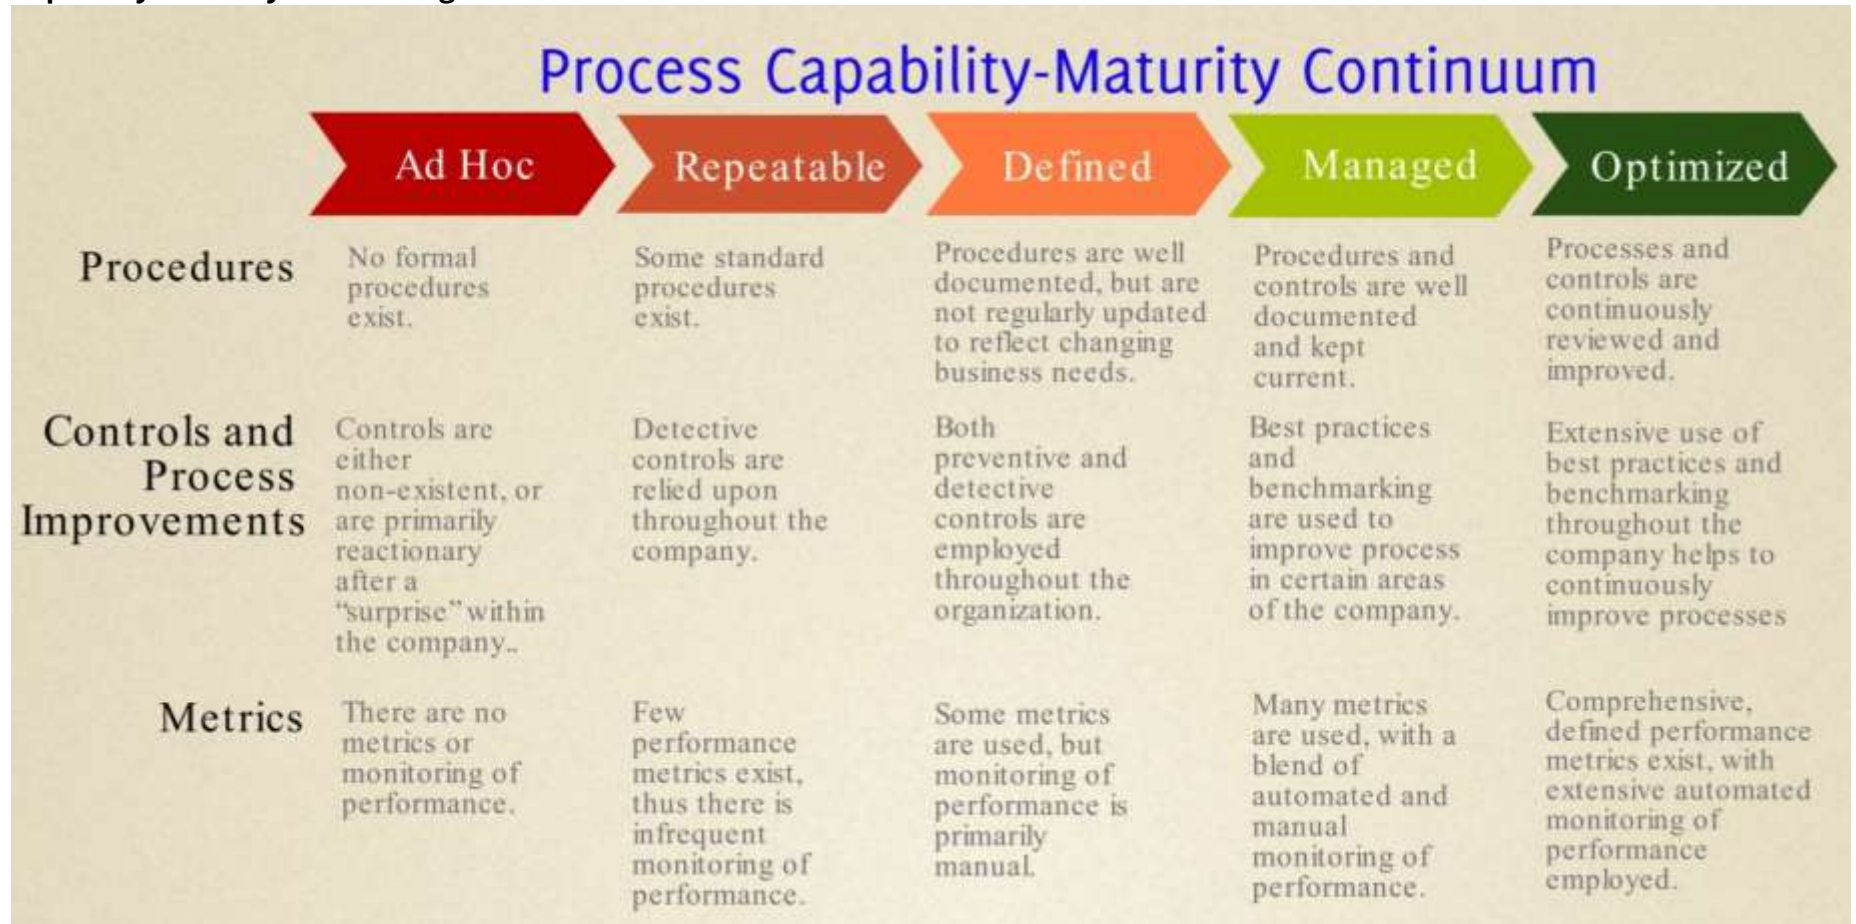 Process Capability-Maturity Continuum
Ad Hoc
Repeatable
Defined
Managed
Optimized
Procedures
No formal
procedures
exist.
Some standard
procedures
exist.
Procedures are well
documented, but are
not regularly updated
to reflect changing
business needs.
Procedures and
controls are well
documented
and kept
current.
Processes and
controls are
continuously
reviewed and
improved.
Controls and
Process
Improvements
Controls are
either
non-existent, or
are primarily
reactionary
after a
“surprise” within
the company..
Detective
controls are
relied upon
throughout the
company.
Both
preventive and
detective
controls are
employed
throughout the
organization.
Best practices
and
benchmarking
are used to
improve process
in certain areas
of the company.
Extensive use of
best practices and
benchmarking
throughout the
company helps to
continuously
improve processes
Metrics
There are no
metrics or
monitoring of
performance.
Few
performance
metrics exist,
thus there is
infrequent
monitoring of
performance.
Some metrics
are used, but
monitoring of
performance is
primarily
manual.
Many metrics
are used, with a
blend of
automated and
manual
monitoring of
performance.
Comprehensive,
defined performance
metrics exist, with
extensive automated
monitoring of
performance
employed.